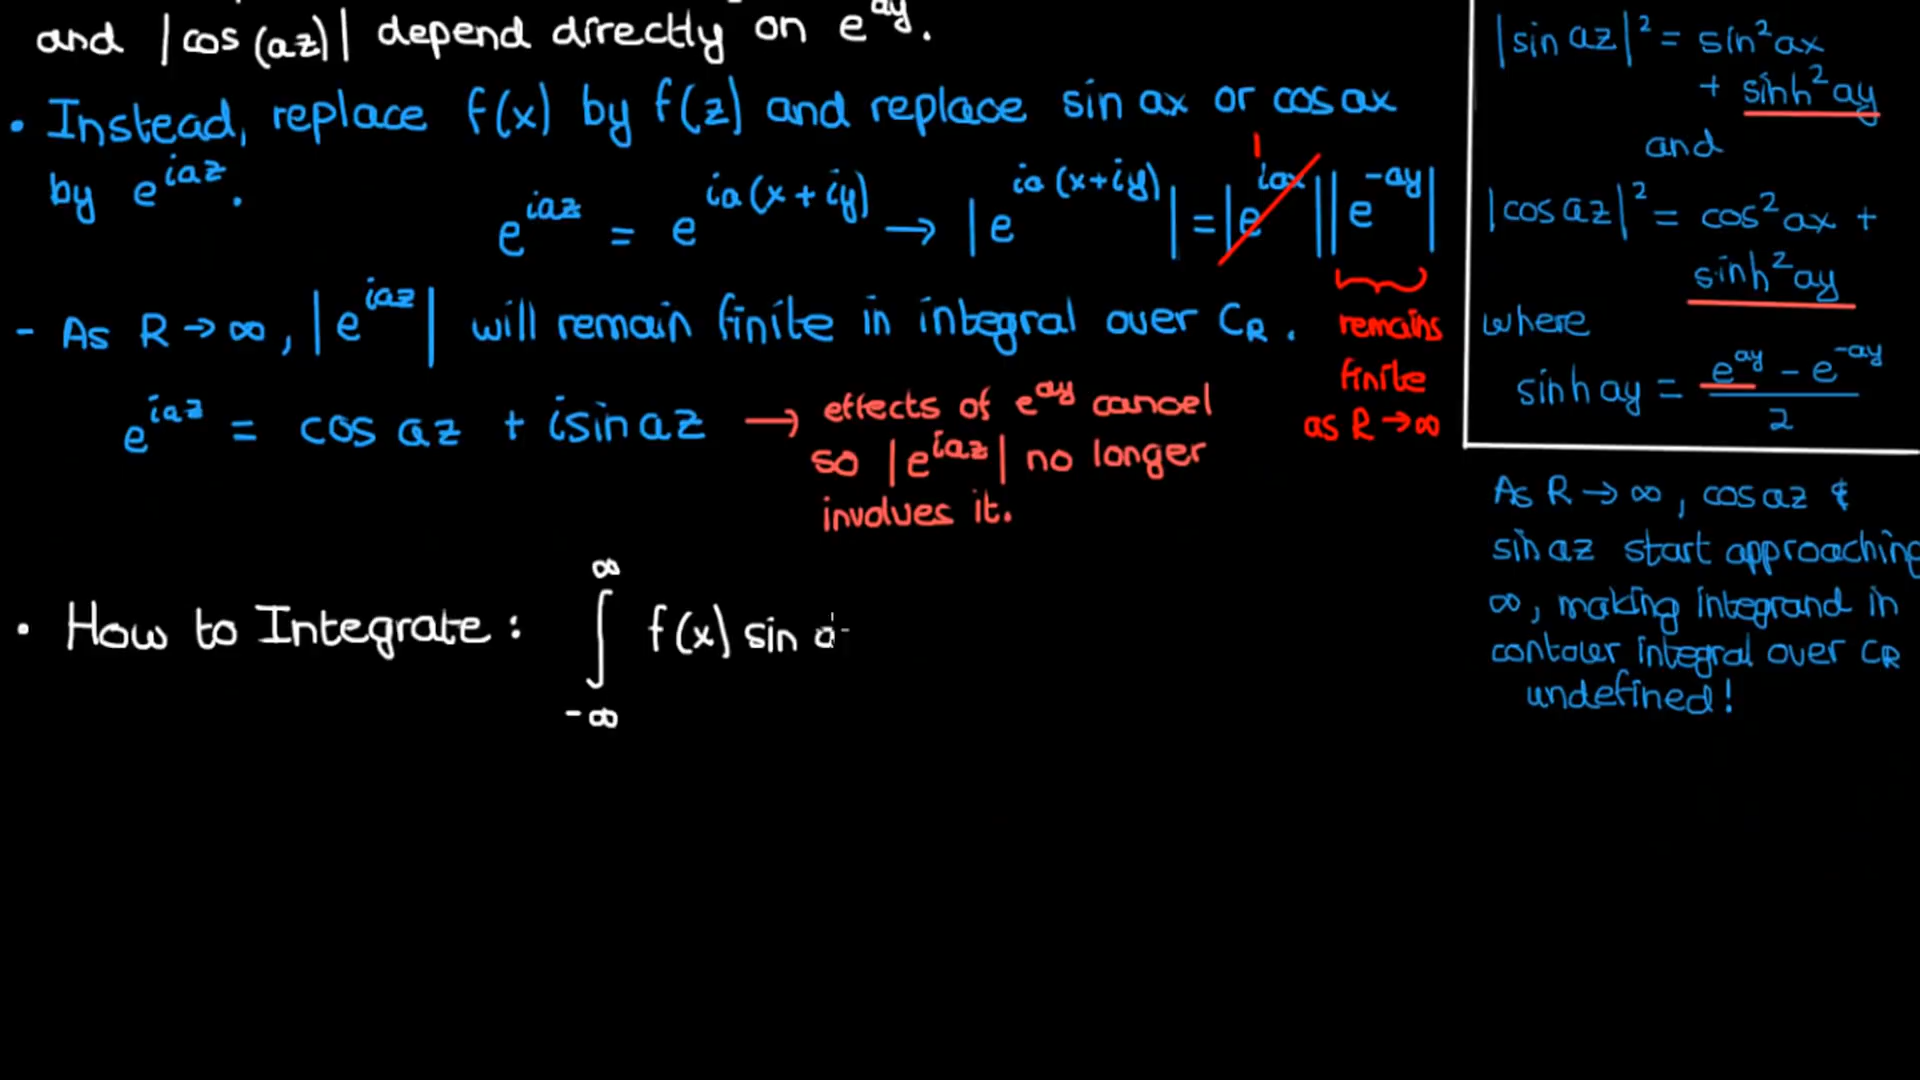 and |cos(az)| depend directly on e^ay.
• Instead, replace f(x) by f(z) and replace sin ax or cos ax
by e^iaz.
e^iaz = e^ia(x+iy) → |e^ia(x+iy)| = |e^iax||e^-ay|
1
remains
finite
as R→∞
- As R→∞, |e^iaz| will remain finite in integral over C_R.
e^iaz = cos az + isin az → effects of e^ay cancel
so |e^iaz| no longer
involves it.
• How to Integrate: ∫_-∞^∞ f(x) sin a
|sin az|² = sin²ax
+ sinh²ay
and
|cos az|² = cos²ax +
sinh²ay
where
sinh ay = (e^ay - e^-ay)/2
As R→∞, cos az &
sin az start approaching
∞, making integrand in
contour integral over C_R
undefined!